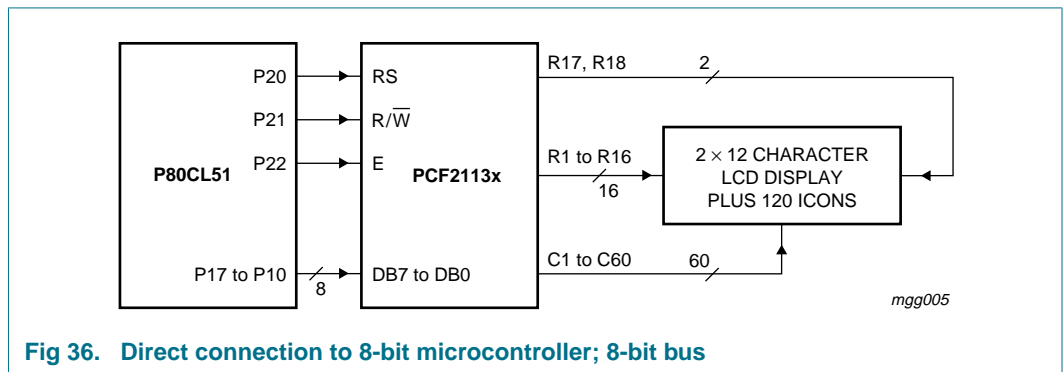 P80CL51
P20
P21
P22
P17 to P10
8
RS
R/W̅
E
DB7 to DB0
PCF2113x
R17, R18
2
R1 to R16
16
C1 to C60
60
2 × 12 CHARACTER
LCD DISPLAY
PLUS 120 ICONS
mgg005
Fig 36. Direct connection to 8-bit microcontroller; 8-bit bus